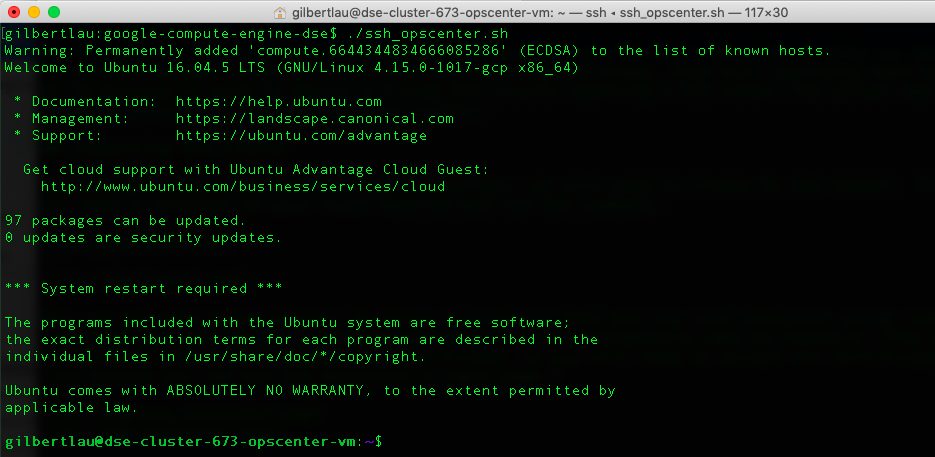 gilbertlau@dse-cluster-673-opscenter-vm: ~ — ssh ◂ ssh_opscenter.sh — 117×30
[gilbertlau:google-compute-engine-dse$ ./ssh_opscenter.sh
Warning: Permanently added 'compute.6644344834666085286' (ECDSA) to the list of known hosts.
Welcome to Ubuntu 16.04.5 LTS (GNU/Linux 4.15.0-1017-gcp x86_64)
* Documentation:  https://help.ubuntu.com
* Management:     https://landscape.canonical.com
* Support:        https://ubuntu.com/advantage
Get cloud support with Ubuntu Advantage Cloud Guest:
http://www.ubuntu.com/business/services/cloud
97 packages can be updated.
0 updates are security updates.
*** System restart required ***
The programs included with the Ubuntu system are free software;
the exact distribution terms for each program are described in the
individual files in /usr/share/doc/*/copyright.
Ubuntu comes with ABSOLUTELY NO WARRANTY, to the extent permitted by
applicable law.
gilbertlau@dse-cluster-673-opscenter-vm:~$